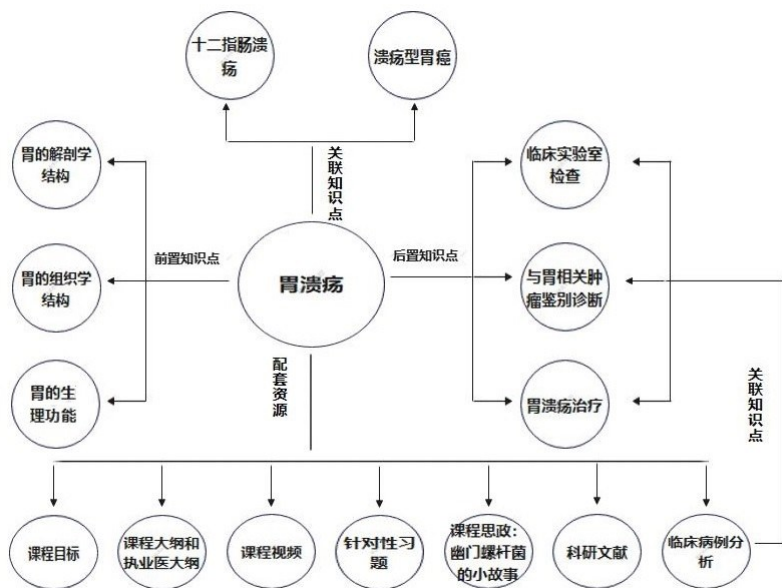 十二指肠溃
疡
溃疡型胃癌
关联知识点
胃的解剖学
结构
临床实验室
检查
前置知识点
胃溃疡
后置知识点
胃的组织学
结构
与胃相关肿
瘤鉴别诊断
配套资源
胃的生
理功能
胃溃疡治疗
关联知识点
课程目标
课程大纲和
执业医大纲
课程视频
针对性习
题
课程思政：
幽门螺杆菌
的小故事
科研文献
临床病例分
析